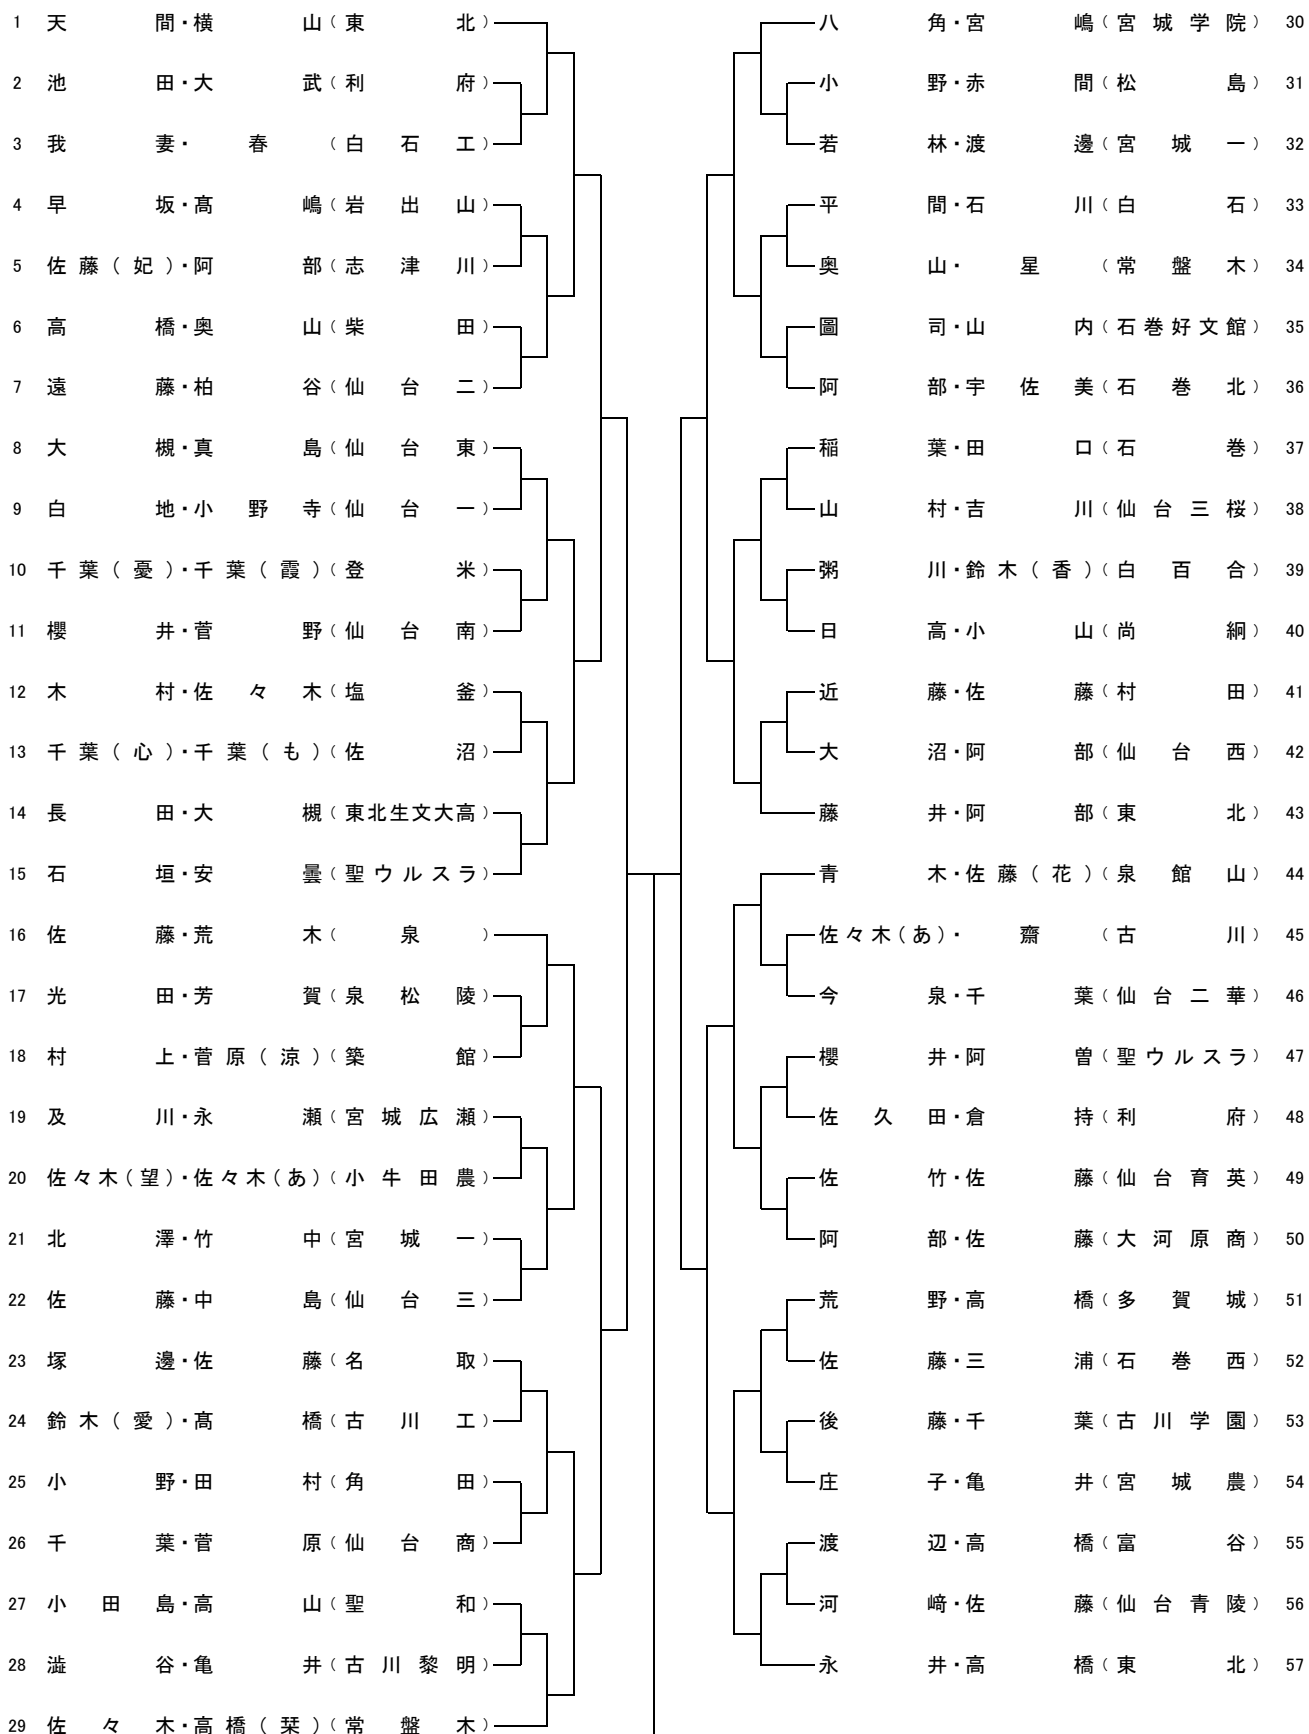 1 天間・横山(東北)
2 池田・大武(利府)
3 我妻・春(白石工)
4 早坂・髙嶋(岩出山)
5 佐藤(妃)・阿部(志津川)
6 高橋・奥山(柴田)
7 遠藤・柏谷(仙台二)
8 大槻・真島(仙台東)
9 白地・小野寺(仙台一)
10 千葉(憂)・千葉(霞)(登米)
11 櫻井・菅野(仙台南)
12 木村・佐々木(塩釜)
13 千葉(心)・千葉(も)(佐沼)
14 長田・大槻(東北生文大高)
15 石垣・安曇(聖ウルスラ)
16 佐藤・荒木(泉)
17 光田・芳賀(泉松陵)
18 村上・菅原(涼)(築館)
19 及川・永瀬(宮城広瀬)
20 佐々木(望)・佐々木(あ)(小牛田農)
21 北澤・竹中(宮城一)
22 佐藤・中島(仙台三)
23 塚邊・佐藤(名取)
24 鈴木(愛)・髙橋(古川工)
25 小野・田村(角田)
26 千葉・菅原(仙台商)
27 小田島・高山(聖和)
28 澁谷・亀井(古川黎明)
29 佐々木・高橋(栞)(常盤木)
八角・宮嶋(宮城学院) 30
小野・赤間(松島) 31
若林・渡邊(宮城一) 32
平間・石川(白石) 33
奥山・星(常盤木) 34
圖司・山内(石巻好文館) 35
阿部・宇佐美(石巻北) 36
稲葉・田口(石巻) 37
山村・吉川(仙台三桜) 38
粥川・鈴木(香)(白百合) 39
日高・小山(尚絅) 40
近藤・佐藤(村田) 41
大沼・阿部(仙台西) 42
藤井・阿部(東北) 43
青木・佐藤(花)(泉館山) 44
佐々木(あ)・齋(古川) 45
今泉・千葉(仙台二華) 46
櫻井・阿曽(聖ウルスラ) 47
佐久田・倉持(利府) 48
佐竹・佐藤(仙台育英) 49
阿部・佐藤(大河原商) 50
荒野・高橋(多賀城) 51
佐藤・三浦(石巻西) 52
後藤・千葉(古川学園) 53
庄子・亀井(宮城農) 54
渡辺・高橋(富谷) 55
河﨑・佐藤(仙台青陵) 56
永井・高橋(東北) 57